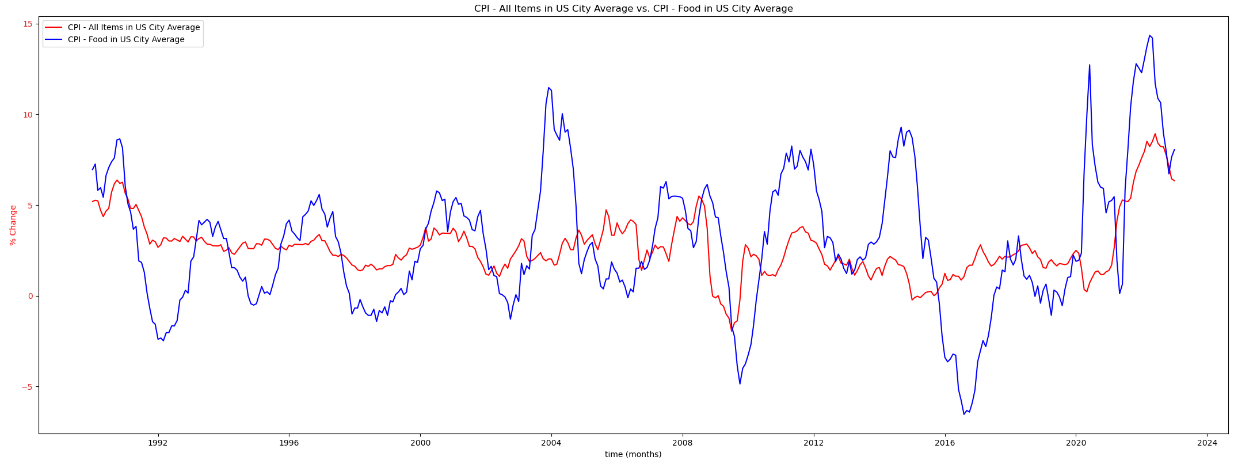 CPI - All Items in US City Average vs. CPI - Food in US City Average
CPI - All Items in US City Average
CPI - Food in US City Average
% Change
15
10
5
0
−5
1992 1996 2000 2004 2008 2012 2016 2020 2024
time (months)